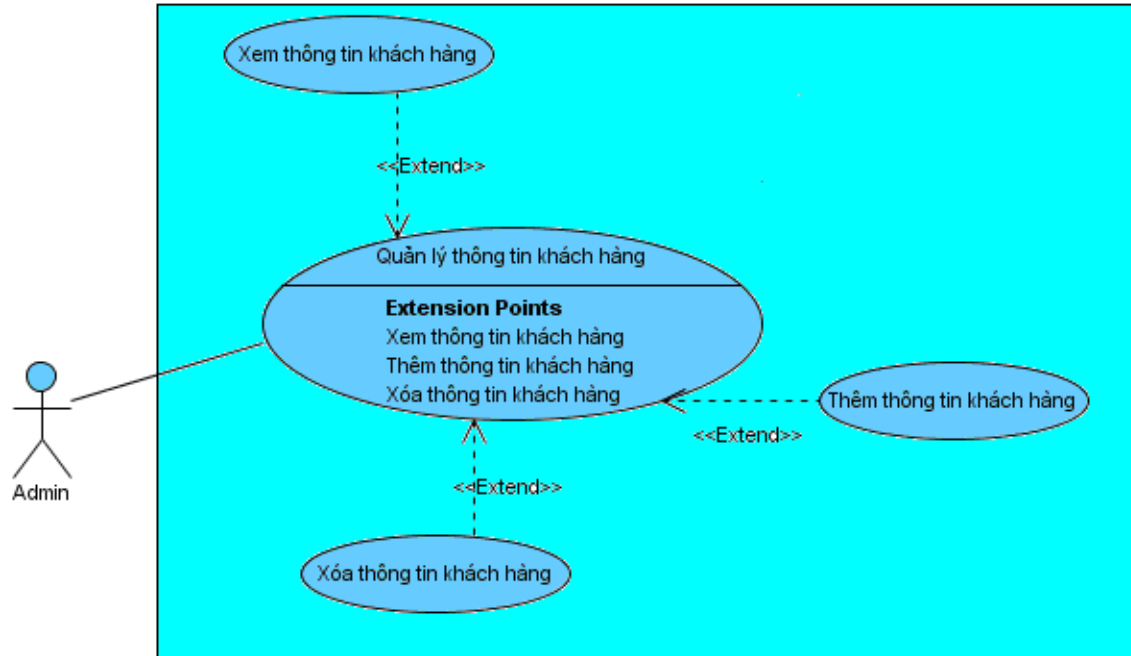 Xem thông tin khách hàng
<<Extend>>
Quản lý thông tin khách hàng
Extension Points
Xem thông tin khách hàng
Thêm thông tin khách hàng
Xóa thông tin khách hàng
Thêm thông tin khách hàng
<<Extend>>
Admin
<<Extend>>
Xóa thông tin khách hàng